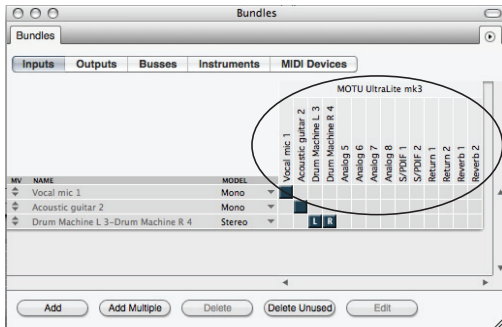 Bundles
Bundles
Inputs Outputs Busses Instruments MIDI Devices
MOTU UltraLite mk3
Vocal mic 1
Acoustic guitar 2
Drum Machine L 3
Drum Machine R 4
Analog 5
Analog 6
Analog 7
Analog 8
S/PDIF 1
S/PDIF 2
Return 1
Return 2
Reverb 1
Reverb 2
MV NAME MODEL
Vocal mic 1 Mono
Acoustic guitar 2 Mono
Drum Machine L 3-Drum Machine R 4 Stereo L R
Add Add Multiple Delete Delete Unused Edit